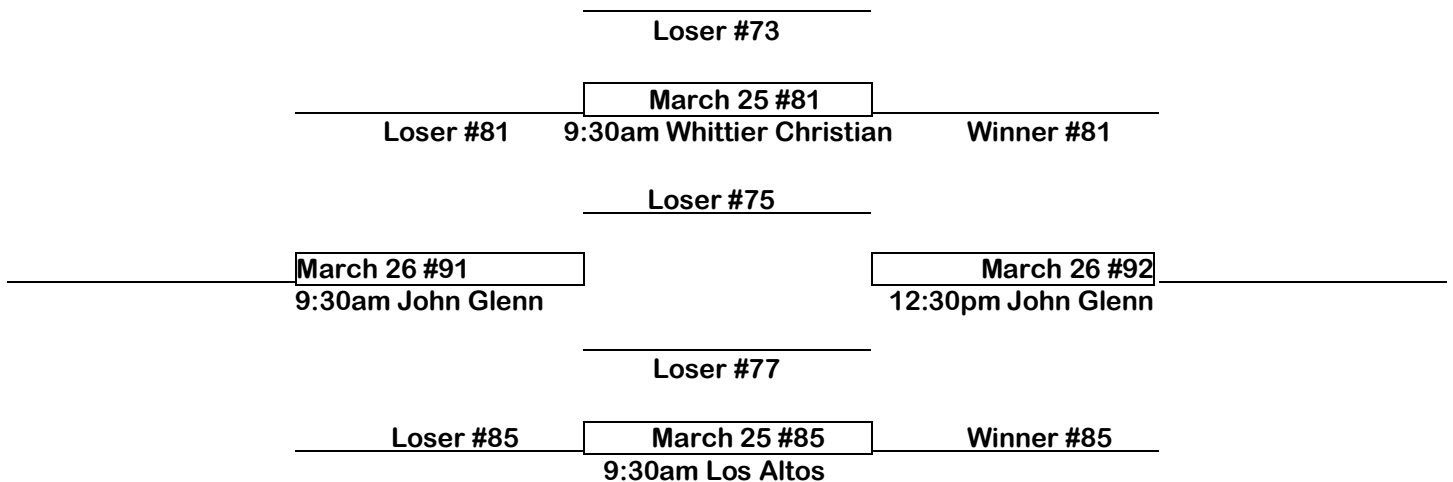 Loser #73
March 25 #81
Loser #81 9:30am Whittier Christian Winner #81
Loser #75
March 26 #91 March 26 #92
9:30am John Glenn 12:30pm John Glenn
Loser #77
Loser #85 March 25 #85 Winner #85
9:30am Los Altos